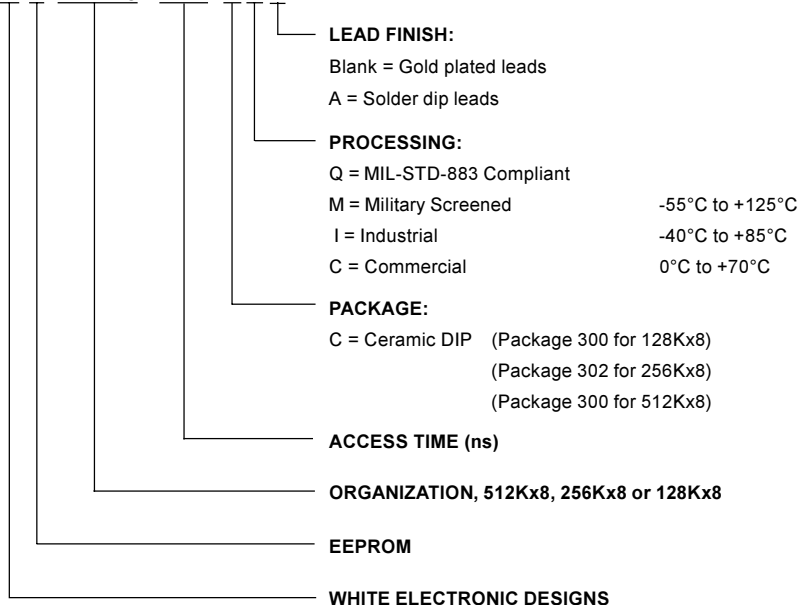 LEAD FINISH:
Blank = Gold plated leads
A = Solder dip leads
PROCESSING:
Q = MIL-STD-883 Compliant
M = Military Screened -55°C to +125°C
I = Industrial -40°C to +85°C
C = Commercial 0°C to +70°C
PACKAGE:
C = Ceramic DIP (Package 300 for 128Kx8)
(Package 302 for 256Kx8)
(Package 300 for 512Kx8)
ACCESS TIME (ns)
ORGANIZATION, 512Kx8, 256Kx8 or 128Kx8
EEPROM
WHITE ELECTRONIC DESIGNS